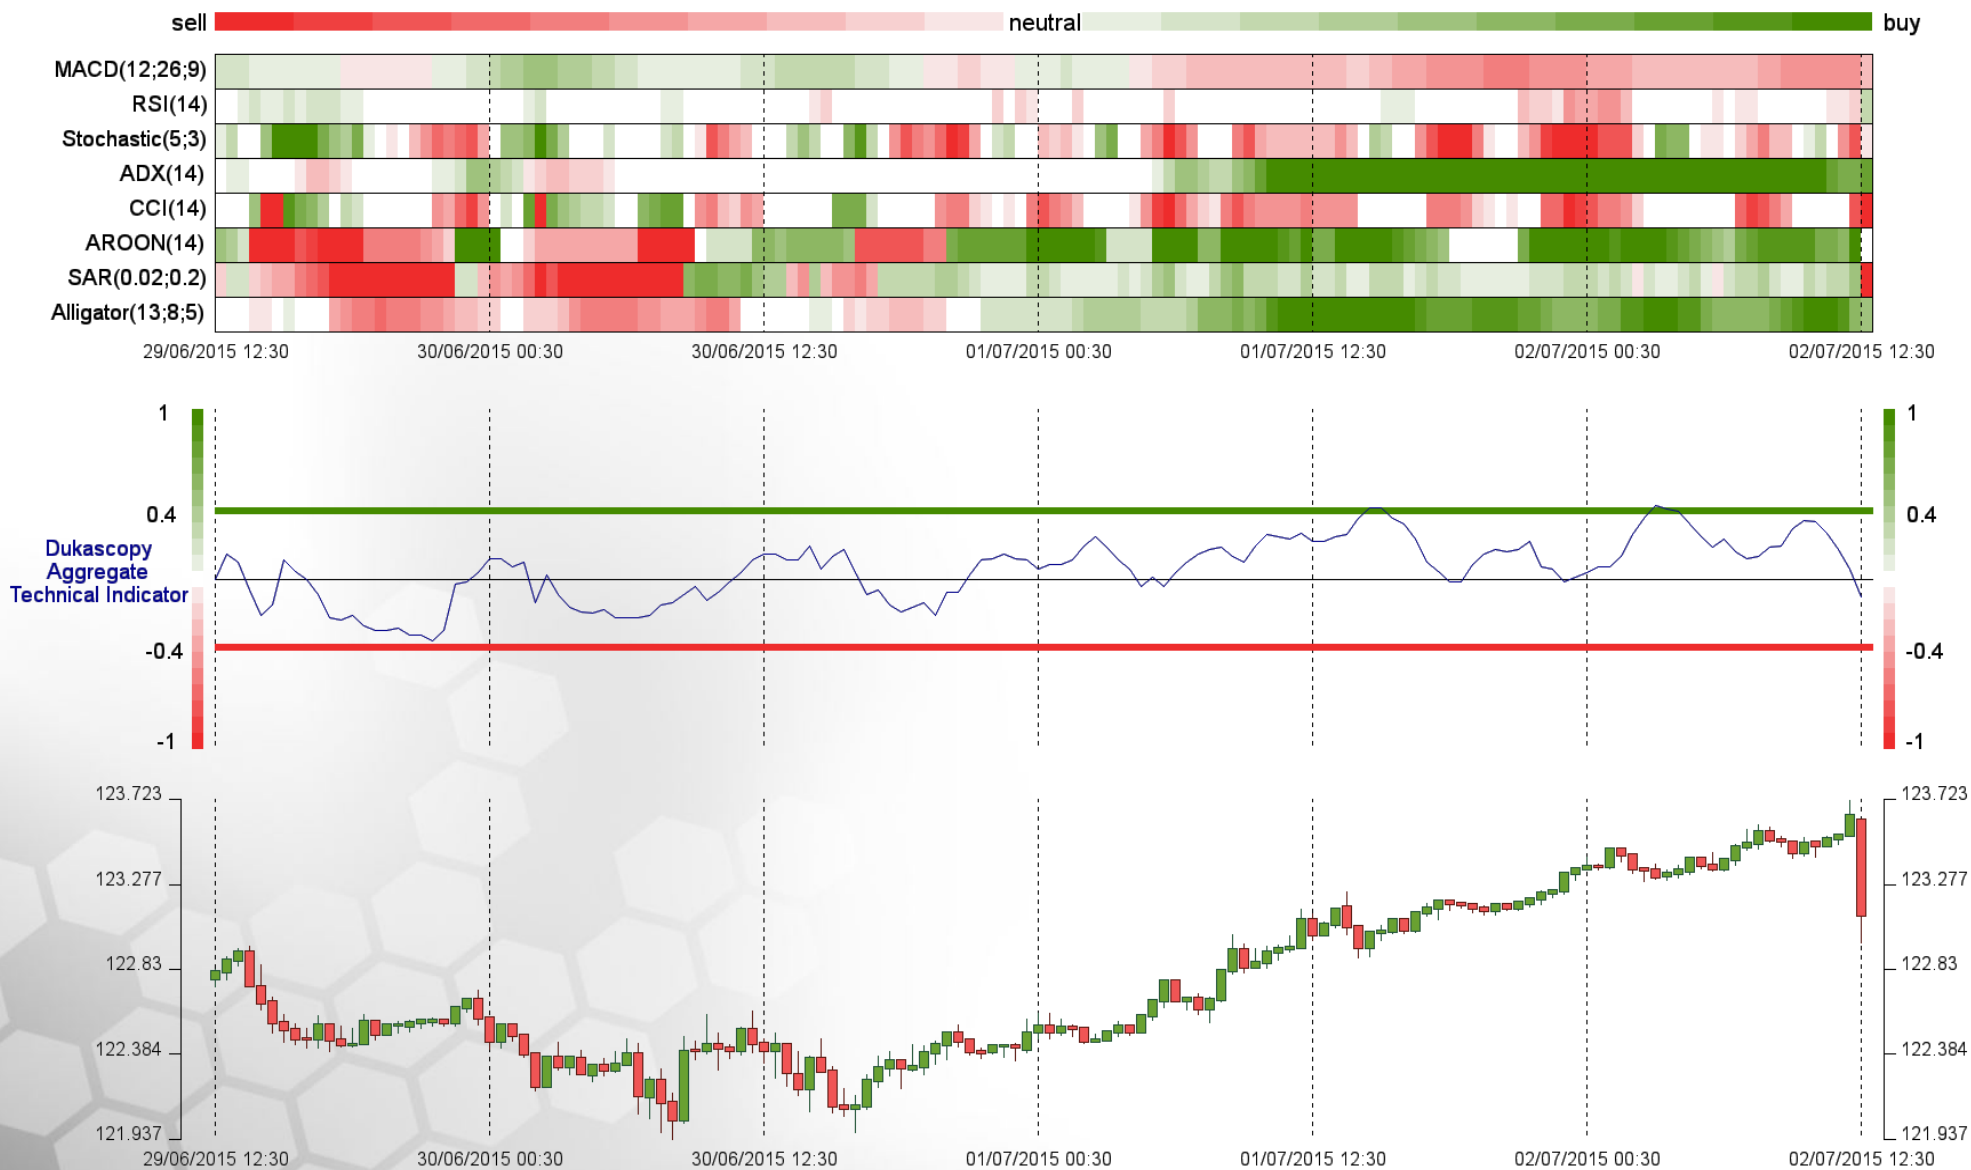 sell neutral buy
MACD(12;26;9)
RSI(14)
Stochastic(5;3)
ADX(14)
CCI(14)
AROON(14)
SAR(0.02;0.2)
Alligator(13;8;5)
29/06/2015 12:30 30/06/2015 00:30 30/06/2015 12:30 01/07/2015 00:30 01/07/2015 12:30 02/07/2015 00:30 02/07/2015 12:30
1 1
0.4 0.4
Dukascopy
Aggregate
Technical Indicator
-0.4 -0.4
-1 -1
123.723 123.723
123.277 123.277
122.83 122.83
122.384 122.384
121.937 121.937
29/06/2015 12:30 30/06/2015 00:30 30/06/2015 12:30 01/07/2015 00:30 01/07/2015 12:30 02/07/2015 00:30 02/07/2015 12:30